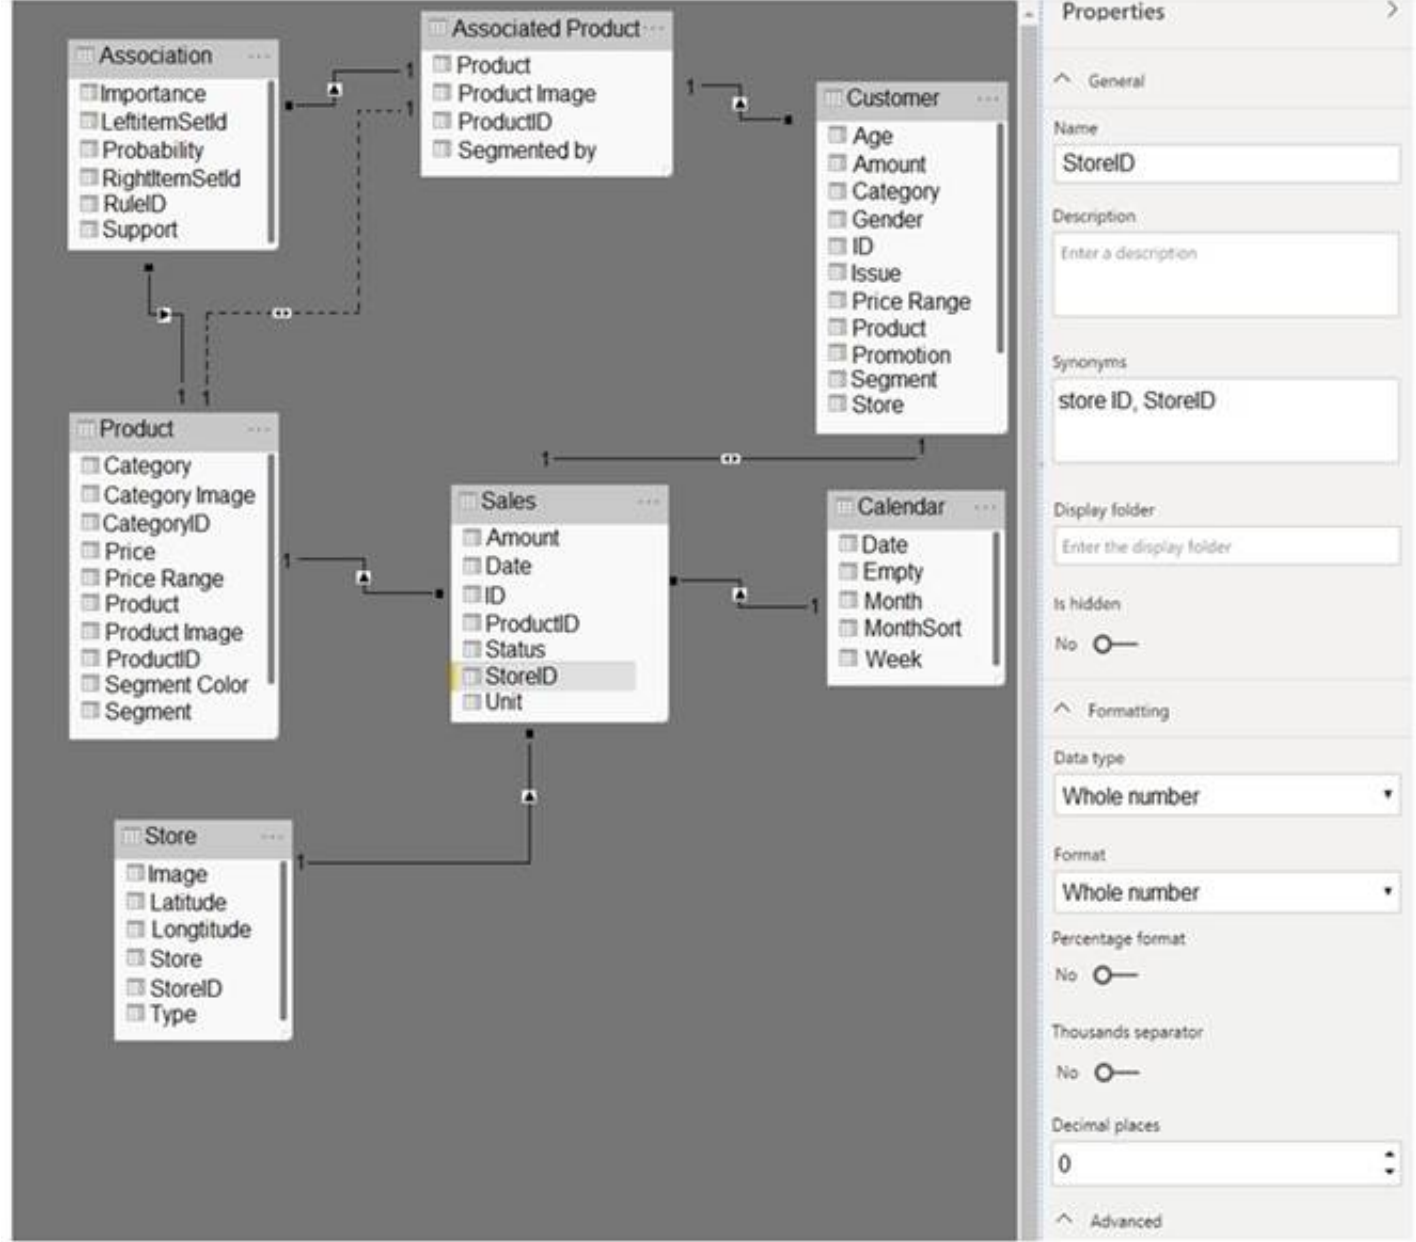 Association
Importance
LeftitemSetId
Probability
RightItemSetId
RuleID
Support
Associated Product
Product
Product Image
ProductID
Segmented by
Customer
Age
Amount
Category
Gender
ID
Issue
Price Range
Product
Promotion
Segment
Store
1
1
1
1
1
1
1
Product
Category
Category Image
CategoryID
Price
Price Range
Product
Product Image
ProductID
Segment Color
Segment
1
Sales
Amount
Date
ID
ProductID
Status
StoreID
Unit
Calendar
Date
Empty
Month
MonthSort
Week
1
Store
Image
Latitude
Longtitude
Store
StoreID
Type
1
Properties
General
Name
StoreID
Description
Enter a description
Synonyms
store ID, StoreID
Display folder
Enter the display folder
Is hidden
No
Formatting
Data type
Whole number
Format
Whole number
Percentage format
No
Thousands separator
No
Decimal places
0
Advanced